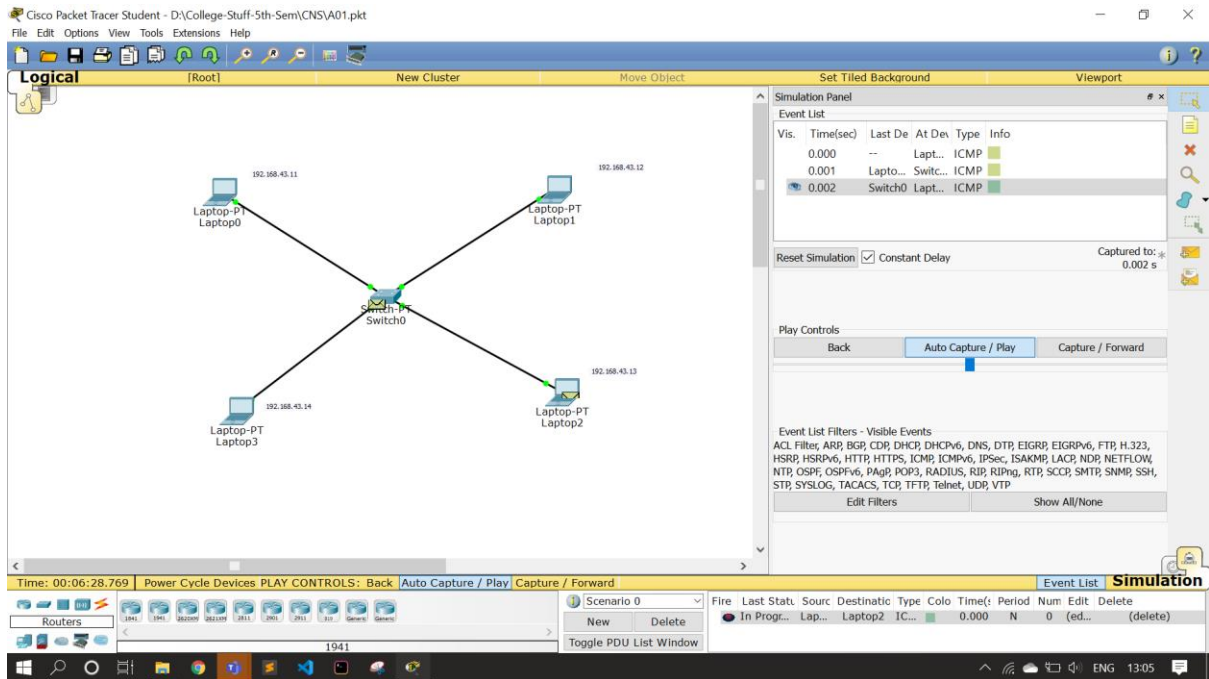 Cisco Packet Tracer Student - D:\College-Stuff-5th-Sem\CNS\A01.pkt
File Edit Options View Tools Extensions Help
Logical [Root] New Cluster Move Object Set Tiled Background Viewport
Simulation Panel
Event List
Vis. Time(sec) Last De At Dev Type Info
0.000 -- Lapt... ICMP
0.001 Lapto... Switc... ICMP
0.002 Switch0 Lapt... ICMP
Reset Simulation Constant Delay
Captured to: *
0.002 s
Play Controls
Back Auto Capture / Play Capture / Forward
Event List Filters - Visible Events
ACL Filter, ARP, BGP, CDP, DHCP, DHCPv6, DNS, DTP, EIGRP, EIGRPv6, FTP, H.323,
HSRP, HSRPv6, HTTP, HTTPS, ICMP, ICMPv6, IPSec, ISAKMP, LACP, NDP, NETFLOW,
NTP, OSPF, OSPFv6, PAgP, POP3, RADIUS, RIP, RIPng, RTP, SCCP, SMTP, SNMP, SSH,
STP, SYSLOG, TACACS, TCP, TFTP, Telnet, UDP, VTP
Edit Filters Show All/None
192.168.43.11
Laptop-PT
Laptop0
192.168.43.12
Laptop-PT
Laptop1
Switch-PT
Switch0
192.168.43.13
Laptop-PT
Laptop2
192.168.43.14
Laptop-PT
Laptop3
Time: 00:06:28.769 Power Cycle Devices PLAY CONTROLS: Back Auto Capture / Play Capture / Forward
Event List Simulation
Routers
1841 1941 2620XM 2621XM 2811 2901 2911 Generic Generic
1941
Scenario 0
New Delete
Toggle PDU List Window
Fire Last Statu Sourc Destinatic Type Colo Time(s Period Num Edit Delete
In Progr... Lap... Laptop2 IC... 0.000 N 0 (ed... (delete)
ENG 13:05